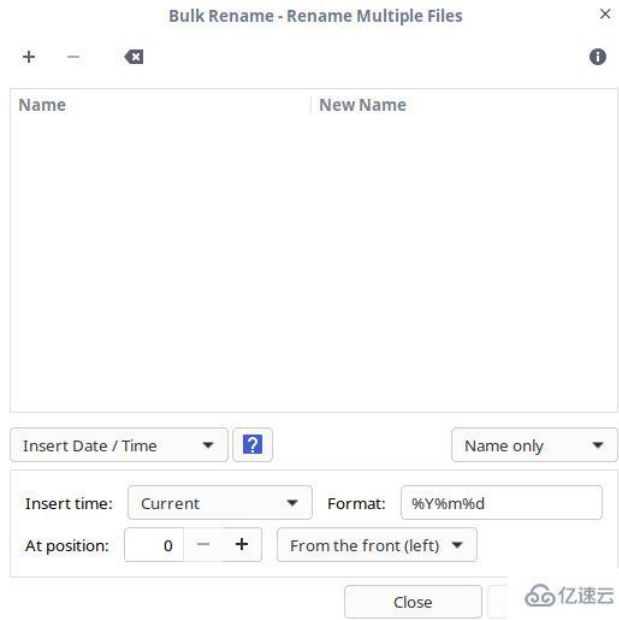 Bulk Rename - Rename Multiple Files
Name New Name
Insert Date / Time ? Name only
Insert time: Current Format: %Y%m%d
At position: 0 From the front (left)
Close
亿速云